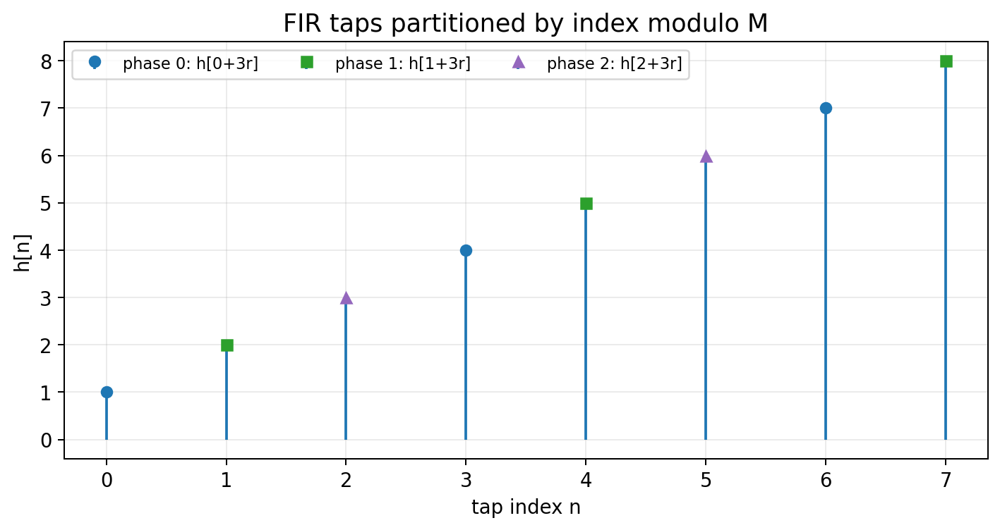 FIR taps partitioned by index modulo M
phase 0: h[0+3r] phase 1: h[1+3r] phase 2: h[2+3r]
8
7
6
5
4
3
2
1
0
h[n]
0 1 2 3 4 5 6 7
tap index n